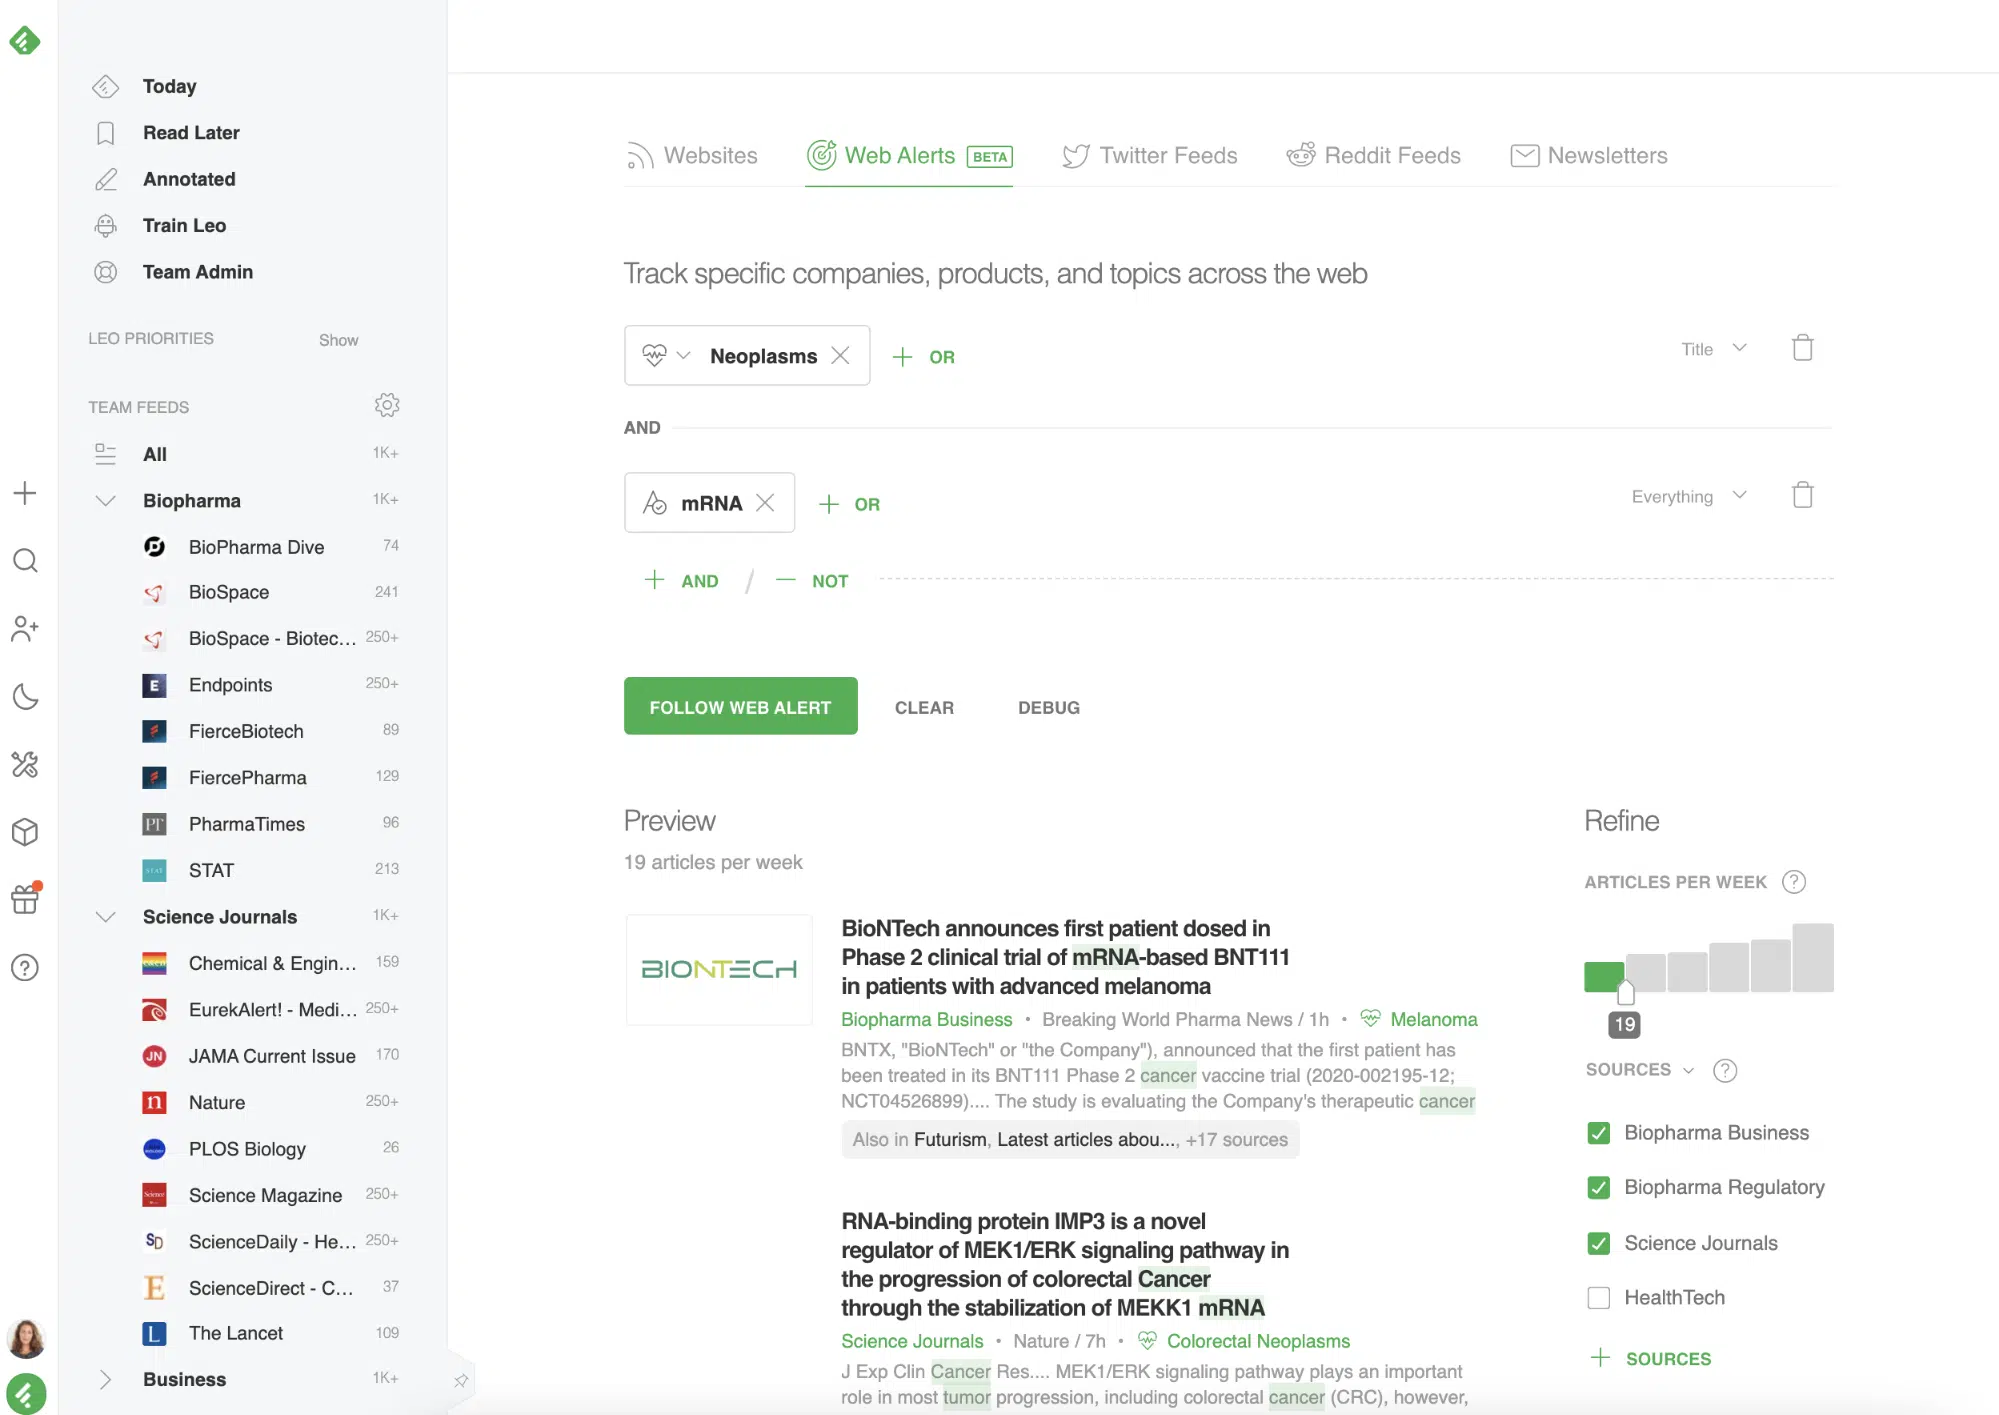 Today
Read Later
Annotated
Train Leo
Team Admin
LEO PRIORITIES Show
TEAM FEEDS
All 1K+
Biopharma 1K+
BioPharma Dive 74
BioSpace 241
BioSpace - Biotec... 250+
E Endpoints 250+
FierceBiotech 89
FiercePharma 129
PT PharmaTimes 96
STAT STAT 213
Science Journals 1K+
Chemical & Engin... 159
EurekAlert! - Medi... 250+
JN JAMA Current Issue 170
n Nature 250+
PLOS Biology 26
Science Science Magazine 250+
SD ScienceDaily - He... 250+
E ScienceDirect - C... 37
L The Lancet 109
Business 1K+
Websites
Web Alerts BETA
Twitter Feeds
Reddit Feeds
Newsletters
Track specific companies, products, and topics across the web
Neoplasms
+ OR
Title
AND
mRNA
+ OR
Everything
+ AND / — NOT
FOLLOW WEB ALERT
CLEAR
DEBUG
Preview
19 articles per week
BIONTECH
BioNTech announces first patient dosed in
Phase 2 clinical trial of mRNA-based BNT111
in patients with advanced melanoma
Biopharma Business • Breaking World Pharma News / 1h • Melanoma
BNTX, "BioNTech" or "the Company"), announced that the first patient has
been treated in its BNT111 Phase 2 cancer vaccine trial (2020-002195-12;
NCT04526899).... The study is evaluating the Company's therapeutic cancer
Also in Futurism, Latest articles abou..., +17 sources
RNA-binding protein IMP3 is a novel
regulator of MEK1/ERK signaling pathway in
the progression of colorectal Cancer
through the stabilization of MEKK1 mRNA
Science Journals • Nature / 7h • Colorectal Neoplasms
J Exp Clin Cancer Res.... MEK1/ERK signaling pathway plays an important
role in most tumor progression, including colorectal cancer (CRC), however,
Refine
ARTICLES PER WEEK ?
19
SOURCES ?
Biopharma Business
Biopharma Regulatory
Science Journals
HealthTech
+ SOURCES